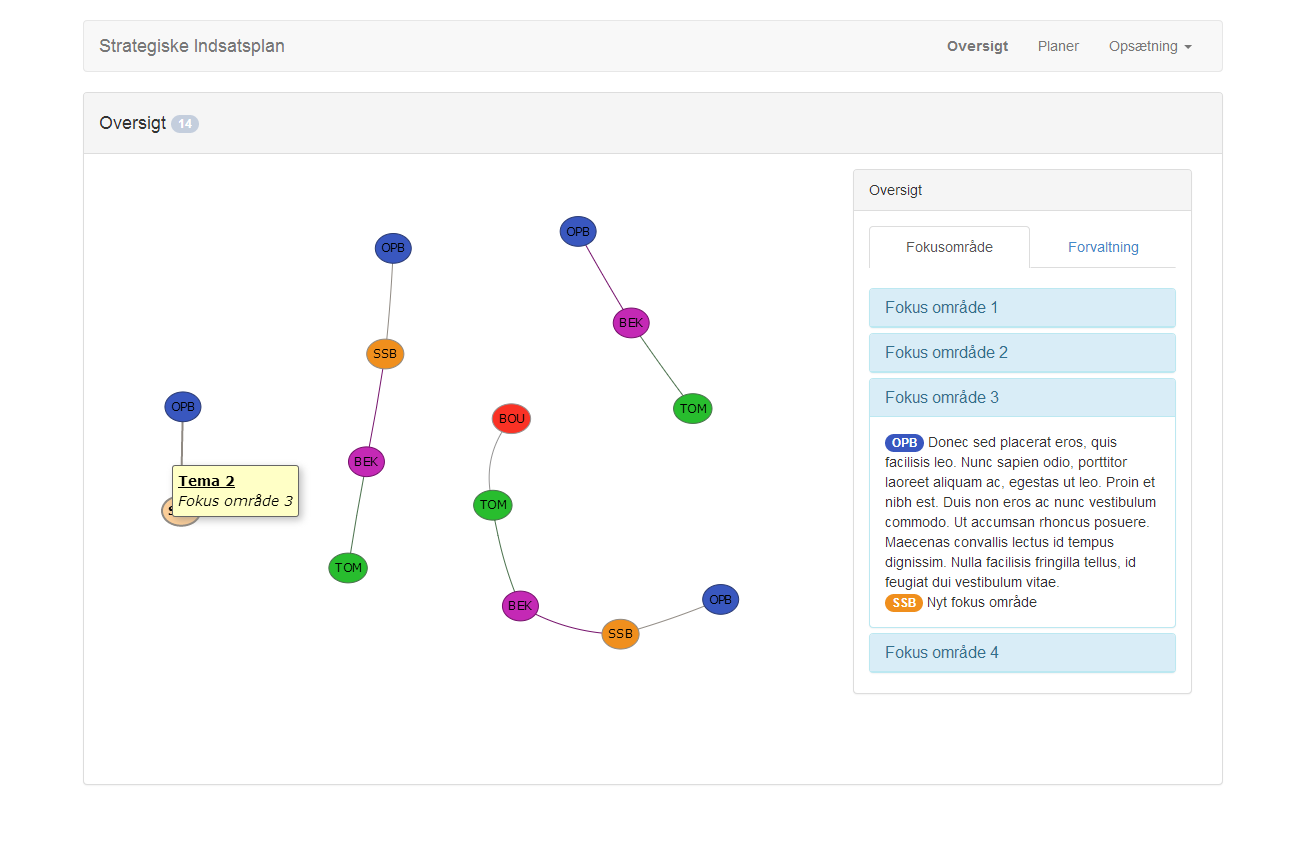 Strategiske Indsatsplan
Oversigt
Planer
Opsætning
Oversigt 14
OPB
SSB
BEK
TOM
OPB
BEK
TOM
OPB
Tema 2
Fokus område 3
BOU
TOM
BEK
SSB
OPB
Oversigt
Fokusområde
Forvaltning
Fokus område 1
Fokus omrdåde 2
Fokus område 3
OPB Donec sed placerat eros, quis
facilisis leo. Nunc sapien odio, porttitor
laoreet aliquam ac, egestas ut leo. Proin et
nibh est. Duis non eros ac nunc vestibulum
commodo. Ut accumsan rhoncus posuere.
Maecenas convallis lectus id tempus
dignissim. Nulla facilisis fringilla tellus, id
feugiat dui vestibulum vitae.
SSB Nyt fokus område
Fokus område 4